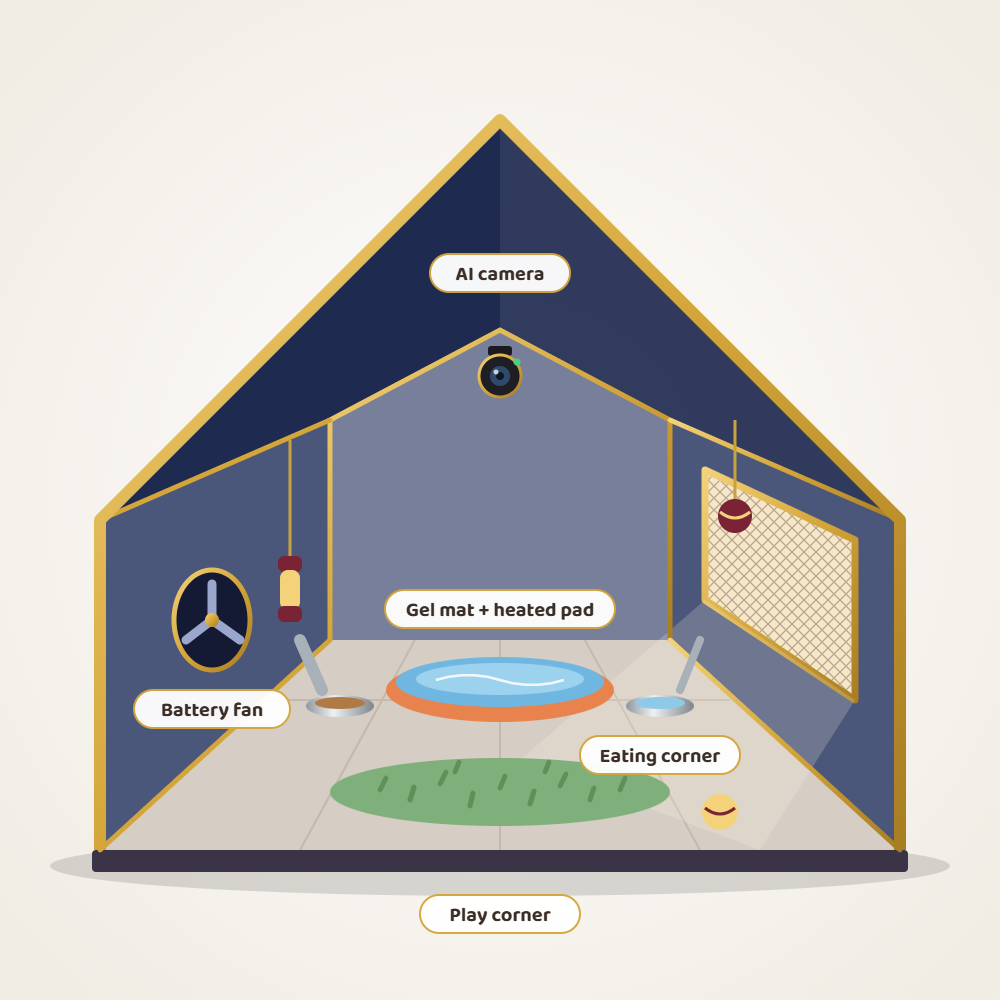 AI camera
Gel mat + heated pad
Battery fan
Eating corner
Play corner